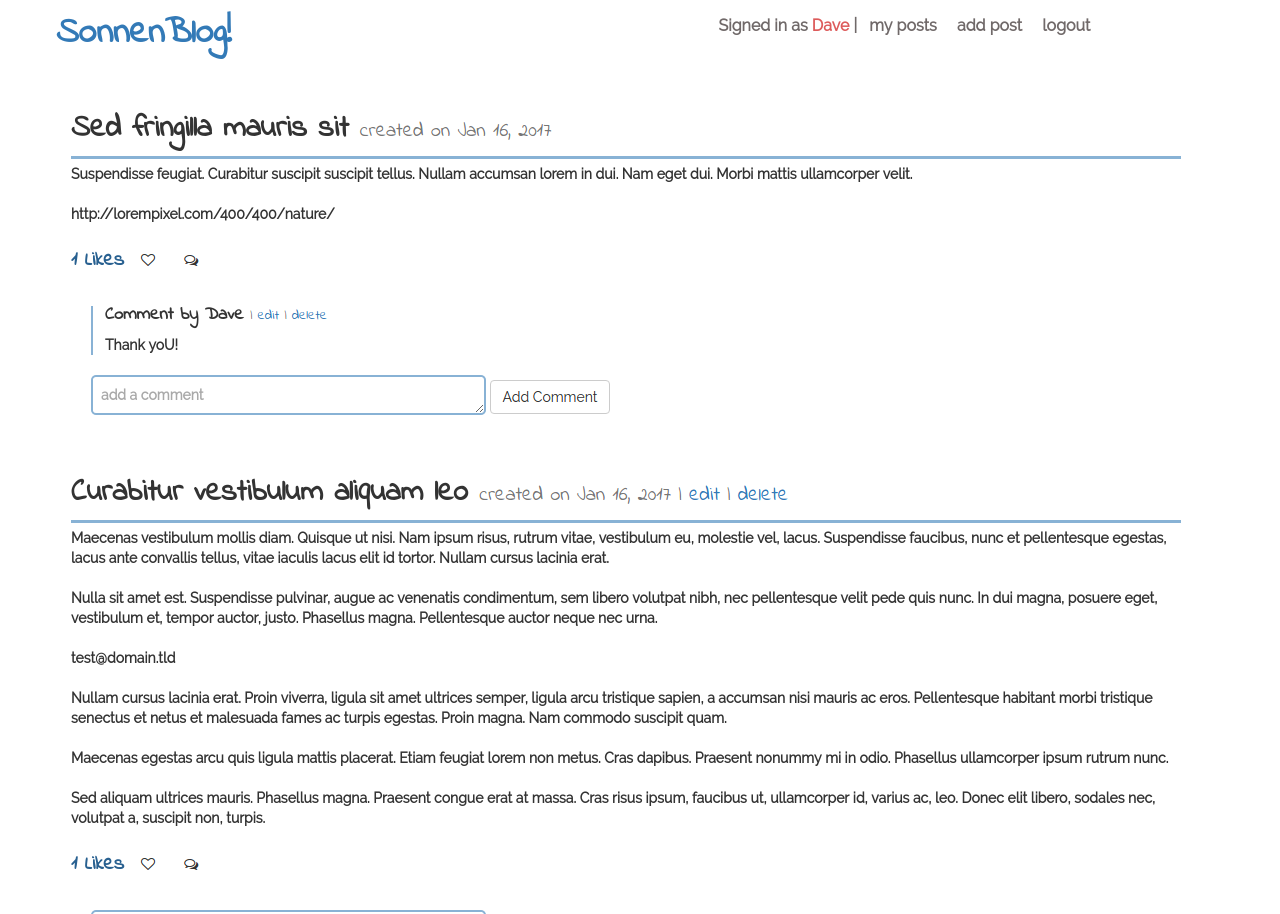 SonnenBlog!
Signed in as Dave | my posts add post logout
Sed fringilla mauris sit created on Jan 16, 2017
Suspendisse feugiat. Curabitur suscipit suscipit tellus. Nullam accumsan lorem in dui. Nam eget dui. Morbi mattis ullamcorper velit.
http://lorempixel.com/400/400/nature/
1 Likes
Comment by Dave | edit | delete
Thank yoU!
add a comment
Add Comment
Curabitur vestibulum aliquam leo created on Jan 16, 2017 | edit | delete
Maecenas vestibulum mollis diam. Quisque ut nisi. Nam ipsum risus, rutrum vitae, vestibulum eu, molestie vel, lacus. Suspendisse faucibus, nunc et pellentesque egestas,
lacus ante convallis tellus, vitae iaculis lacus elit id tortor. Nullam cursus lacinia erat.
Nulla sit amet est. Suspendisse pulvinar, augue ac venenatis condimentum, sem libero volutpat nibh, nec pellentesque velit pede quis nunc. In dui magna, posuere eget,
vestibulum et, tempor auctor, justo. Phasellus magna. Pellentesque auctor neque nec urna.
test@domain.tld
Nullam cursus lacinia erat. Proin viverra, ligula sit amet ultrices semper, ligula arcu tristique sapien, a accumsan nisi mauris ac eros. Pellentesque habitant morbi tristique
senectus et netus et malesuada fames ac turpis egestas. Proin magna. Nam commodo suscipit quam.
Maecenas egestas arcu quis ligula mattis placerat. Etiam feugiat lorem non metus. Cras dapibus. Praesent nonummy mi in odio. Phasellus ullamcorper ipsum rutrum nunc.
Sed aliquam ultrices mauris. Phasellus magna. Praesent congue erat at massa. Cras risus ipsum, faucibus ut, ullamcorper id, varius ac, leo. Donec elit libero, sodales nec,
volutpat a, suscipit non, turpis.
1 Likes